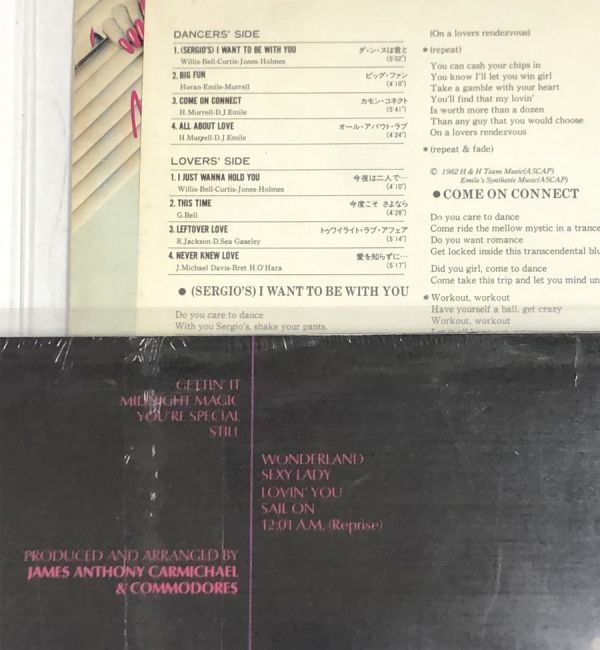 DANCERS' SIDE
1. (SERGIO'S) I WANT TO BE WITH YOU ダ・ン・スは君と
Willis-Bell-Curtis-Jones-Holmes (5'02")
2. BIG FUN ビッグ・ファン
Horan-Emile-Murrell (4'10")
3. COME ON CONNECT カモン・コネクト
H.Murrell-D.J.Emile (5'41")
4. ALL ABOUT LOVE オール・アバウト・ラブ
H.Murrell-D.J.Emile (4'24")
LOVERS' SIDE
1. I JUST WANNA HOLD YOU 今夜は二人で…
Willis-Bell-Curtis-Jones-Holmes (4'10")
2. THIS TIME 今度こそ さよなら
G.Bell (4'28")
3. LEFTOVER LOVE トゥワイライト・ラブ・アフェア
R.Jackson-D.Sea Gaseley (5'14")
4. NEVER KNEW LOVE 愛を知らずに…
J.Michael Davis-Bret H.O'Hara (5'17")
● (SERGIO'S) I WANT TO BE WITH YOU
Do you care to dance
With you Sergio's, shake your pants.
(On a lovers rendezvous)
*(repeat)
You can cash your chips in
You know I'll let you win girl
Take a gamble with your heart
You'll find that my lovin'
Is worth more than a dozen
Than any guy that you would choose
On a lovers rendezvous
*(repeat & fade)
© 1982 H & H Team Music(ASCAP)
Emile's Synthesis Music(ASCAP)
● COME ON CONNECT
Do you care to dance
Come ride the mellow mystic in a trance
Do you want romance
Get locked inside this transcendental blu
Did you girl, come to dance
Come take this trip and let you mind un
* Workout, workout
Have yourself a ball, get crazy
Workout, workout
GETTIN' IT
MIDNIGHT MAGIC
YOU'RE SPECIAL
STILL
WONDERLAND
SEXY LADY
LOVIN' YOU
SAIL ON
12:01 A.M. (Reprise)
PRODUCED AND ARRANGED BY
JAMES ANTHONY CARMICHAEL
& COMMODORES